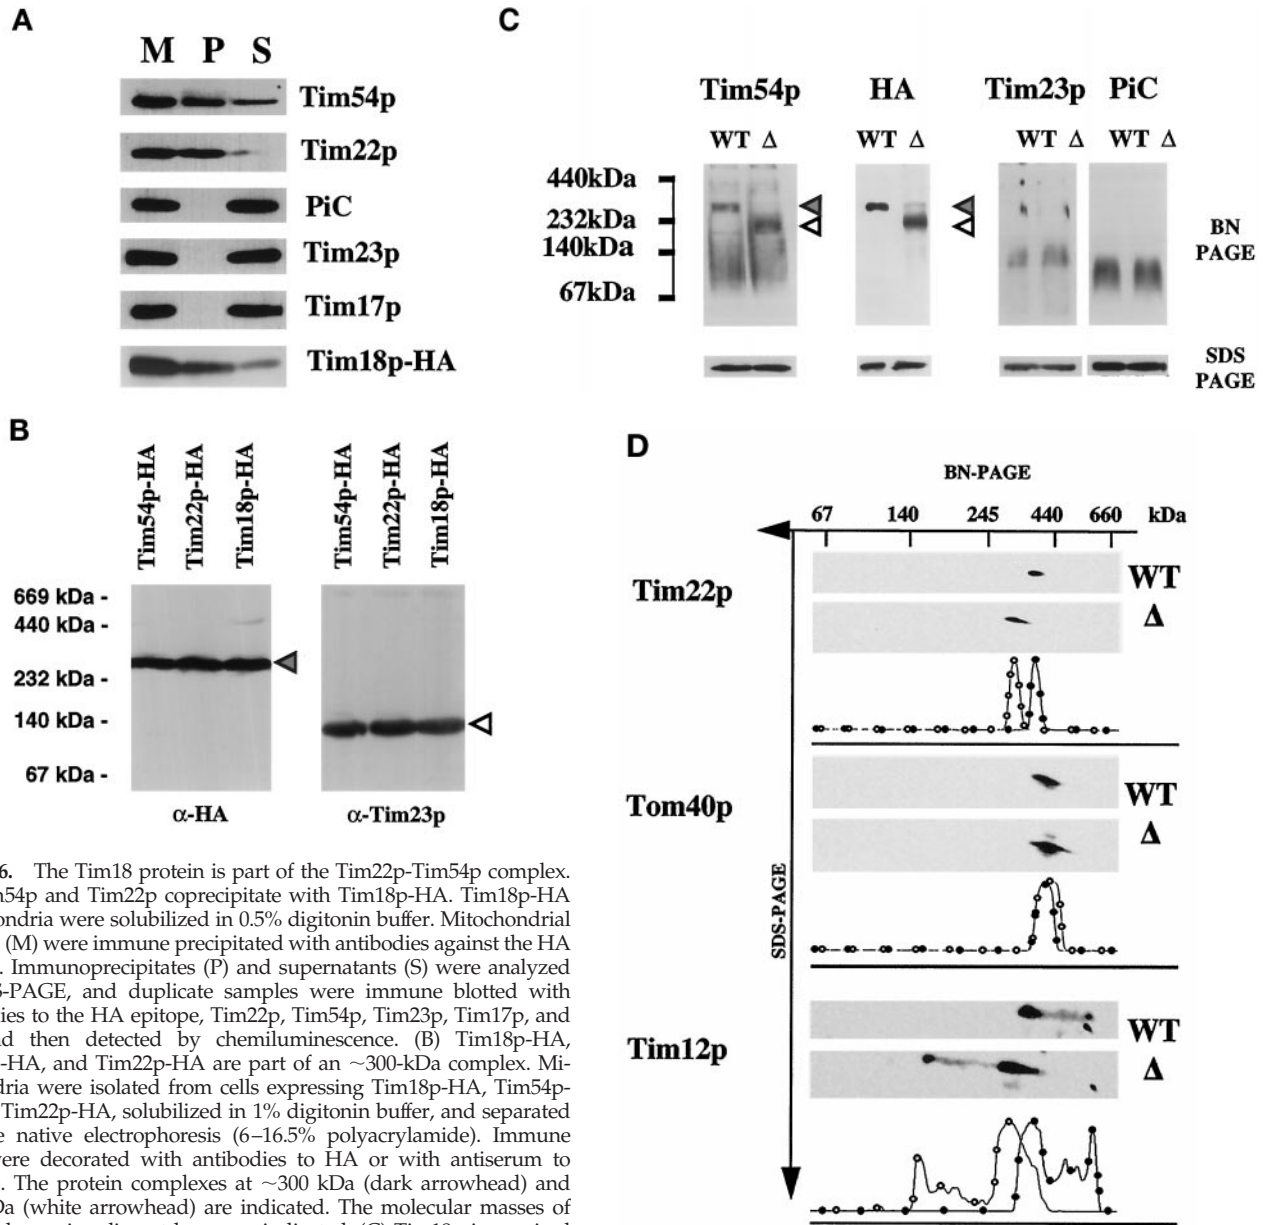 A
M P S
Tim54p
Tim22p
PiC
Tim23p
Tim17p
Tim18p-HA
B
Tim54p-HA
Tim22p-HA
Tim18p-HA
Tim54p-HA
Tim22p-HA
Tim18p-HA
669 kDa -
440 kDa -
232 kDa -
140 kDa -
67 kDa -
α-HA
α-Tim23p
C
Tim54p HA Tim23p PiC
WT Δ WT Δ WT Δ WT Δ
440kDa
232kDa
140kDa
67kDa
BN
PAGE
SDS
PAGE
D
BN-PAGE
67 140 245 440 660 kDa
SDS-PAGE
Tim22p
WT
Δ
Tom40p
WT
Δ
Tim12p
WT
Δ
6. The Tim18 protein is part of the Tim22p-Tim54p complex.
m54p and Tim22p coprecipitate with Tim18p-HA. Tim18p-HA
ondria were solubilized in 0.5% digitonin buffer. Mitochondrial
(M) were immune precipitated with antibodies against the HA
. Immunoprecipitates (P) and supernatants (S) were analyzed
S-PAGE, and duplicate samples were immune blotted with
ies to the HA epitope, Tim22p, Tim54p, Tim23p, Tim17p, and
nd then detected by chemiluminescence. (B) Tim18p-HA,
-HA, and Tim22p-HA are part of an ~300-kDa complex. Mi-
dria were isolated from cells expressing Tim18p-HA, Tim54p-
Tim22p-HA, solubilized in 1% digitonin buffer, and separated
e native electrophoresis (6–16.5% polyacrylamide). Immune
were decorated with antibodies to HA or with antiserum to
. The protein complexes at ~300 kDa (dark arrowhead) and
Da (white arrowhead) are indicated. The molecular masses of